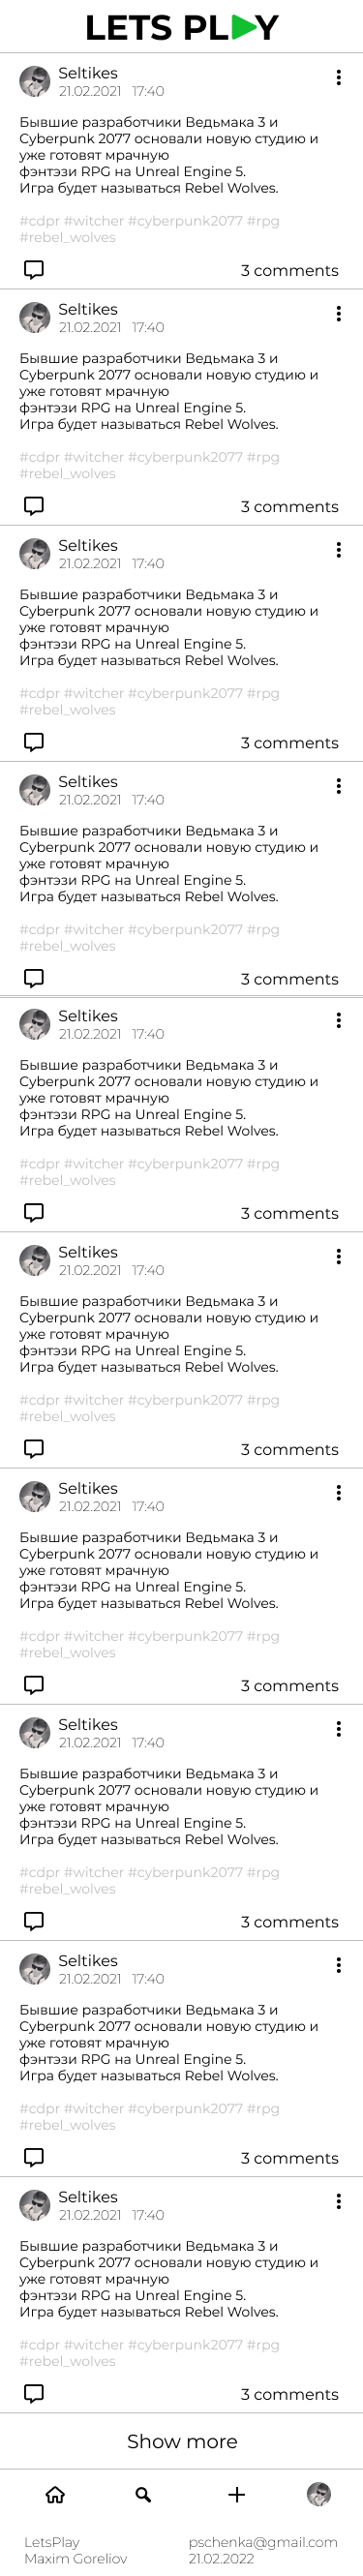 LETS PLAY
Seltikes
21.02.2021 17:40
Бывшие разработчики Ведьмака 3 и
Cyberpunk 2077 основали новую студию и
уже готовят мрачную
фэнтэзи RPG на Unreal Engine 5.
Игра будет называться Rebel Wolves.
#cdpr #witcher #cyberpunk2077 #rpg
#rebel_wolves
3 comments
Seltikes
21.02.2021 17:40
Бывшие разработчики Ведьмака 3 и
Cyberpunk 2077 основали новую студию и
уже готовят мрачную
фэнтэзи RPG на Unreal Engine 5.
Игра будет называться Rebel Wolves.
#cdpr #witcher #cyberpunk2077 #rpg
#rebel_wolves
3 comments
Seltikes
21.02.2021 17:40
Бывшие разработчики Ведьмака 3 и
Cyberpunk 2077 основали новую студию и
уже готовят мрачную
фэнтэзи RPG на Unreal Engine 5.
Игра будет называться Rebel Wolves.
#cdpr #witcher #cyberpunk2077 #rpg
#rebel_wolves
3 comments
Seltikes
21.02.2021 17:40
Бывшие разработчики Ведьмака 3 и
Cyberpunk 2077 основали новую студию и
уже готовят мрачную
фэнтэзи RPG на Unreal Engine 5.
Игра будет называться Rebel Wolves.
#cdpr #witcher #cyberpunk2077 #rpg
#rebel_wolves
3 comments
Seltikes
21.02.2021 17:40
Бывшие разработчики Ведьмака 3 и
Cyberpunk 2077 основали новую студию и
уже готовят мрачную
фэнтэзи RPG на Unreal Engine 5.
Игра будет называться Rebel Wolves.
#cdpr #witcher #cyberpunk2077 #rpg
#rebel_wolves
3 comments
Seltikes
21.02.2021 17:40
Бывшие разработчики Ведьмака 3 и
Cyberpunk 2077 основали новую студию и
уже готовят мрачную
фэнтэзи RPG на Unreal Engine 5.
Игра будет называться Rebel Wolves.
#cdpr #witcher #cyberpunk2077 #rpg
#rebel_wolves
3 comments
Seltikes
21.02.2021 17:40
Бывшие разработчики Ведьмака 3 и
Cyberpunk 2077 основали новую студию и
уже готовят мрачную
фэнтэзи RPG на Unreal Engine 5.
Игра будет называться Rebel Wolves.
#cdpr #witcher #cyberpunk2077 #rpg
#rebel_wolves
3 comments
Seltikes
21.02.2021 17:40
Бывшие разработчики Ведьмака 3 и
Cyberpunk 2077 основали новую студию и
уже готовят мрачную
фэнтэзи RPG на Unreal Engine 5.
Игра будет называться Rebel Wolves.
#cdpr #witcher #cyberpunk2077 #rpg
#rebel_wolves
3 comments
Seltikes
21.02.2021 17:40
Бывшие разработчики Ведьмака 3 и
Cyberpunk 2077 основали новую студию и
уже готовят мрачную
фэнтэзи RPG на Unreal Engine 5.
Игра будет называться Rebel Wolves.
#cdpr #witcher #cyberpunk2077 #rpg
#rebel_wolves
3 comments
Seltikes
21.02.2021 17:40
Бывшие разработчики Ведьмака 3 и
Cyberpunk 2077 основали новую студию и
уже готовят мрачную
фэнтэзи RPG на Unreal Engine 5.
Игра будет называться Rebel Wolves.
#cdpr #witcher #cyberpunk2077 #rpg
#rebel_wolves
3 comments
Show more
LetsPlay pschenka@gmail.com
Maxim Goreliov 21.02.2022